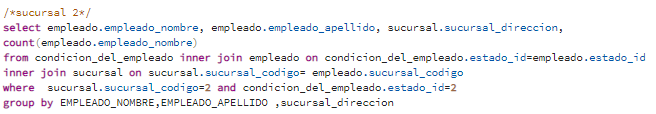 /*sucursal 2*/
select empleado.empleado_nombre, empleado.empleado_apellido, sucursal.sucursal_direccion,
count(empleado.empleado_nombre)
from condicion_del_empleado inner join empleado on condicion_del_empleado.estado_id=empleado.estado_id
inner join sucursal on sucursal.sucursal_codigo= empleado.sucursal_codigo
where  sucursal.sucursal_codigo=2 and condicion_del_empleado.estado_id=2
group by EMPLEADO_NOMBRE,EMPLEADO_APELLIDO ,sucursal_direccion